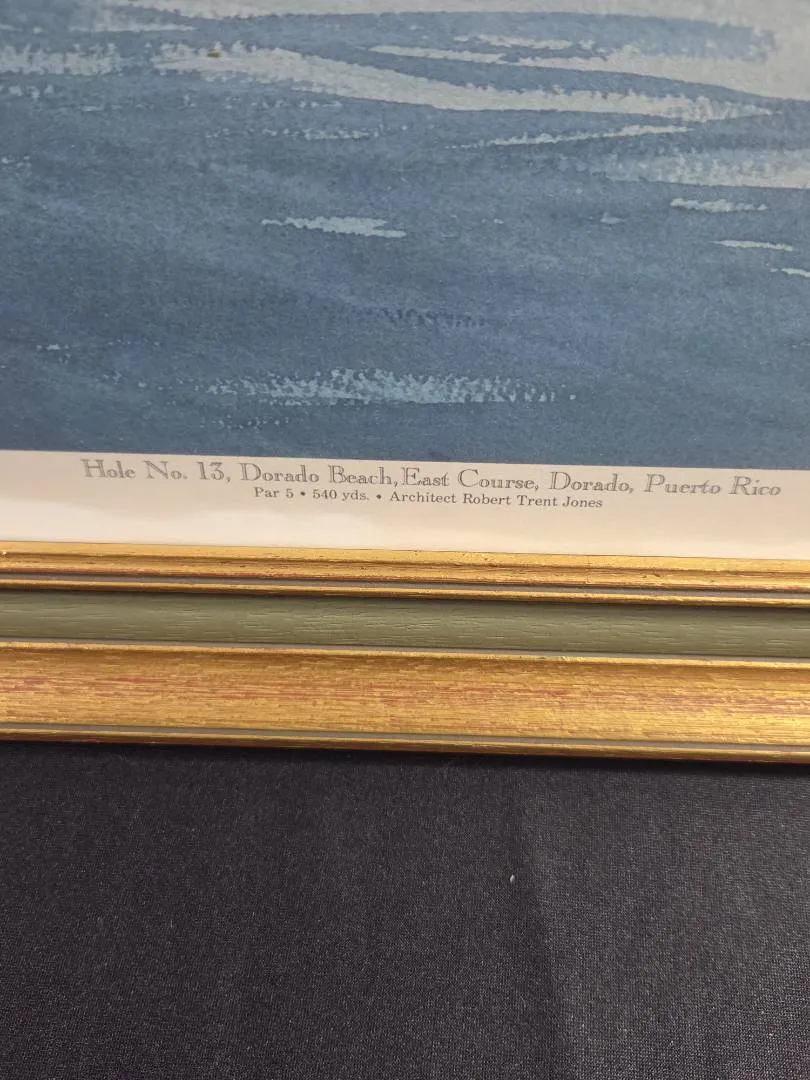 Hole No. 13, Dorado Beach, East Course, Dorado, Puerto Rico
Par 5 • 540 yds. • Architect Robert Trent Jones